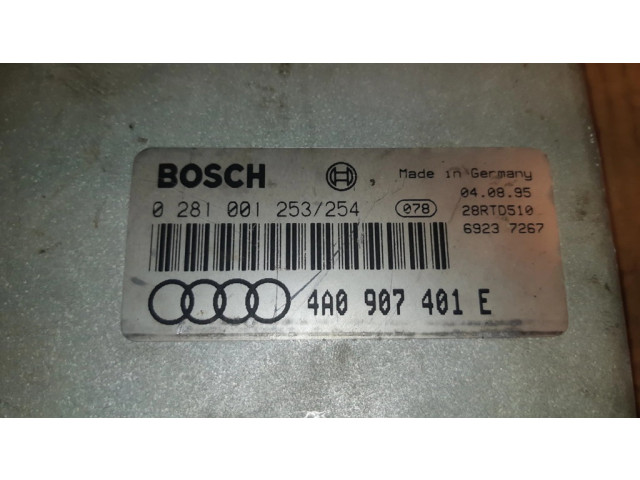 BOSCH
Made in Germany
04.08.95
0 281 001 253/254 078 28RTD510
6923 7267
4A0 907 401 E